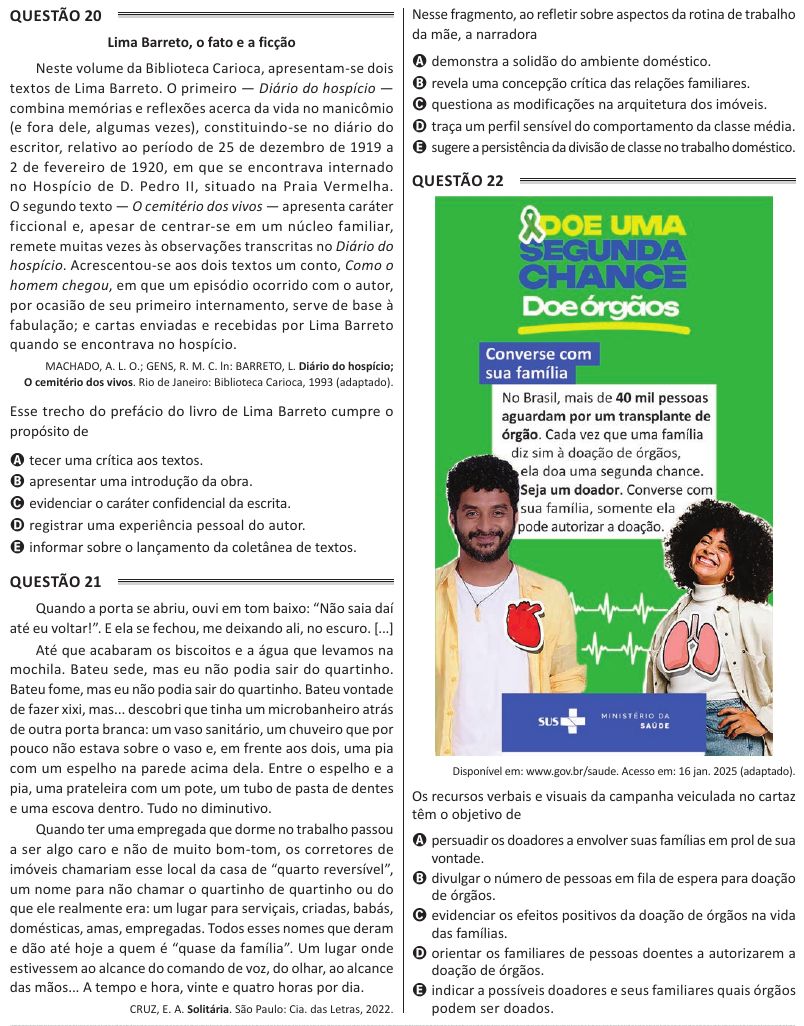 QUESTÃO 20
Lima Barreto, o fato e a ficção
Neste volume da Biblioteca Carioca, apresentam-se dois
textos de Lima Barreto. O primeiro — Diário do hospício —
combina memórias e reflexões acerca da vida no manicômio
(e fora dele, algumas vezes), constituindo-se no diário do
escritor, relativo ao período de 25 de dezembro de 1919 a
2 de fevereiro de 1920, em que se encontrava internado
no Hospício de D. Pedro II, situado na Praia Vermelha.
O segundo texto — O cemitério dos vivos — apresenta caráter
ficcional e, apesar de centrar-se em um núcleo familiar,
remete muitas vezes às observações transcritas no Diário do
hospício. Acrescentou-se aos dois textos um conto, Como o
homem chegou, em que um episódio ocorrido com o autor,
por ocasião de seu primeiro internamento, serve de base à
fabulação; e cartas enviadas e recebidas por Lima Barreto
quando se encontrava no hospício.
MACHADO, A. L. O.; GENS, R. M. C. In: BARRETO, L. Diário do hospício;
O cemitério dos vivos. Rio de Janeiro: Biblioteca Carioca, 1993 (adaptado).
Esse trecho do prefácio do livro de Lima Barreto cumpre o
propósito de
A tecer uma crítica aos textos.
B apresentar uma introdução da obra.
C evidenciar o caráter confidencial da escrita.
D registrar uma experiência pessoal do autor.
E informar sobre o lançamento da coletânea de textos.
QUESTÃO 21
Quando a porta se abriu, ouvi em tom baixo: “Não saia daí
até eu voltar!”. E ela se fechou, me deixando ali, no escuro. [...]
Até que acabaram os biscoitos e a água que levamos na
mochila. Bateu sede, mas eu não podia sair do quartinho.
Bateu fome, mas eu não podia sair do quartinho. Bateu vontade
de fazer xixi, mas... descobri que tinha um microbanheiro atrás
de outra porta branca: um vaso sanitário, um chuveiro que por
pouco não estava sobre o vaso e, em frente aos dois, uma pia
com um espelho na parede acima dela. Entre o espelho e a
pia, uma prateleira com um pote, um tubo de pasta de dentes
e uma escova dentro. Tudo no diminutivo.
Quando ter uma empregada que dorme no trabalho passou
a ser algo caro e não de muito bom-tom, os corretores de
imóveis chamariam esse local da casa de “quarto reversível”,
um nome para não chamar o quartinho de quartinho ou do
que ele realmente era: um lugar para serviçais, criadas, babás,
domésticas, amas, empregadas. Todos esses nomes que deram
e dão até hoje a quem é “quase da família”. Um lugar onde
estivessem ao alcance do comando de voz, do olhar, ao alcance
das mãos... A tempo e hora, vinte e quatro horas por dia.
CRUZ, E. A. Solitária. São Paulo: Cia. das Letras, 2022.
Nesse fragmento, ao refletir sobre aspectos da rotina de trabalho
da mãe, a narradora
A demonstra a solidão do ambiente doméstico.
B revela uma concepção crítica das relações familiares.
C questiona as modificações na arquitetura dos imóveis.
D traça um perfil sensível do comportamento da classe média.
E sugere a persistência da divisão de classe no trabalho doméstico.
QUESTÃO 22
DOE UMA
SEGUNDA
CHANCE
Doe órgãos
Converse com
sua família
No Brasil, mais de 40 mil pessoas
aguardam por um transplante de
órgão. Cada vez que uma família
diz sim à doação de órgãos,
ela doa uma segunda chance.
Seja um doador. Converse com
sua família, somente ela
pode autorizar a doação.
SUS
MINISTÉRIO DA
SAÚDE
Disponível em: www.gov.br/saude. Acesso em: 16 jan. 2025 (adaptado).
Os recursos verbais e visuais da campanha veiculada no cartaz
têm o objetivo de
A persuadir os doadores a envolver suas famílias em prol de sua
vontade.
B divulgar o número de pessoas em fila de espera para doação
de órgãos.
C evidenciar os efeitos positivos da doação de órgãos na vida
das famílias.
D orientar os familiares de pessoas doentes a autorizarem a
doação de órgãos.
E indicar a possíveis doadores e seus familiares quais órgãos
podem ser doados.